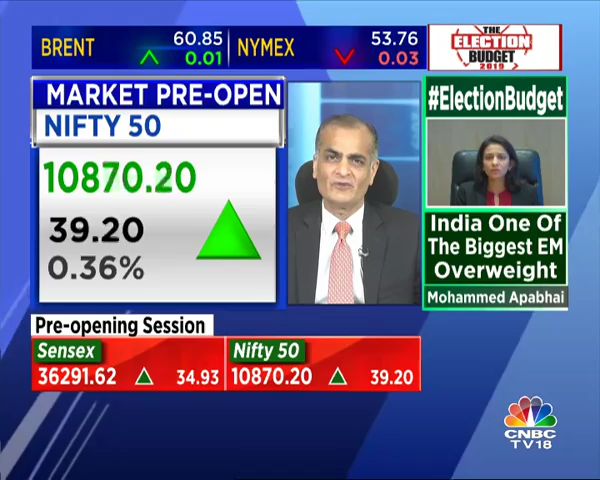 BRENT 60.85 0.01 NYMEX 53.76 0.03
THE
ELECTION
BUDGET
2019
MARKET PRE-OPEN
NIFTY 50
10870.20
39.20
0.36%
#ElectionBudget
India One Of
The Biggest EM
Overweight
Mohammed Apabhai
Pre-opening Session
Sensex
36291.62 34.93
Nifty 50
10870.20 39.20
CNBC
TV18